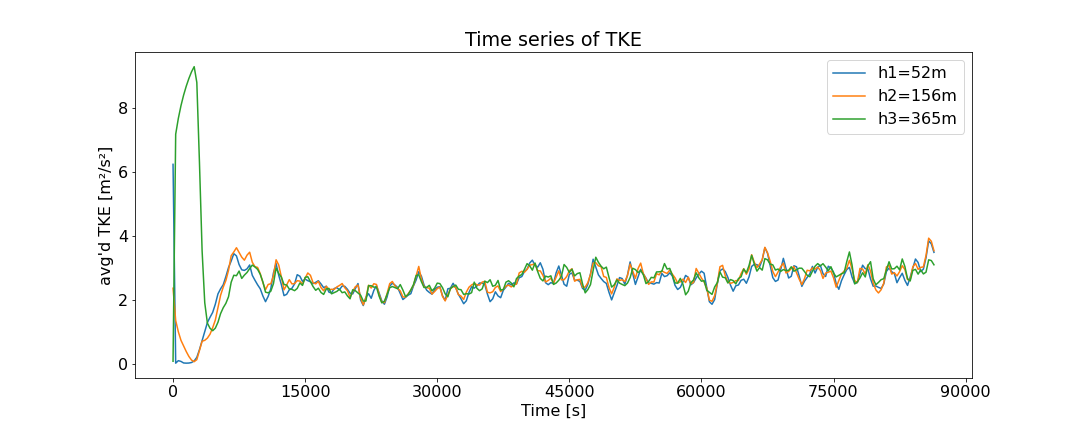 Time series of TKE
avg'd TKE [m²/s²]
8
6
4
2
0
h1=52m
h2=156m
h3=365m
0 15000 30000 45000 60000 75000 90000
Time [s]